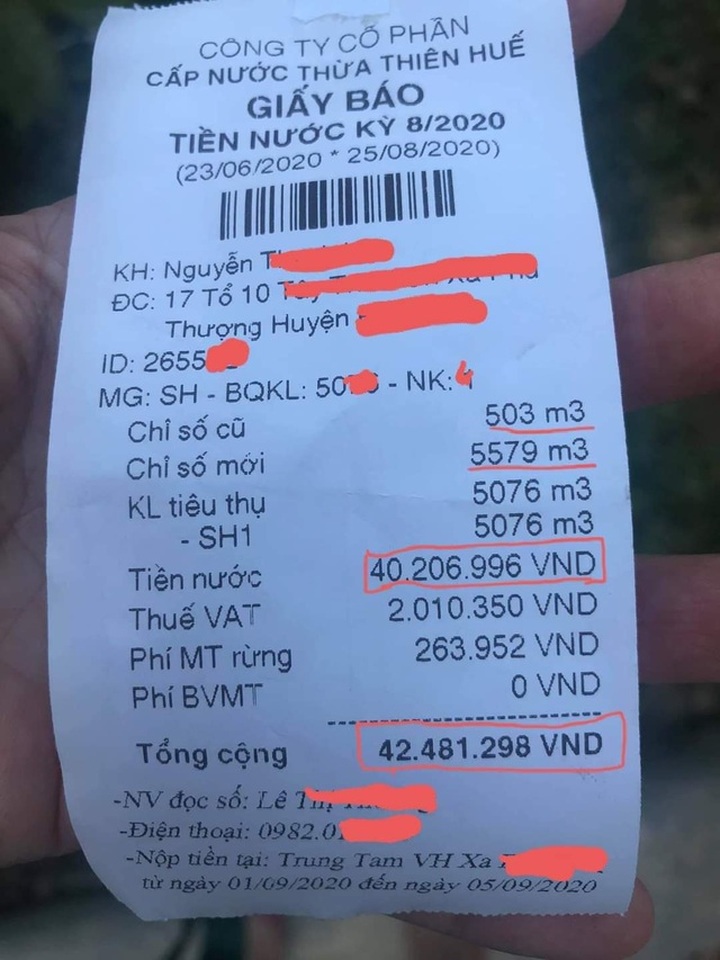 CÔNG TY CỔ PHẦN
CẤP NƯỚC THỪA THIÊN HUẾ
GIẤY BÁO
TIỀN NƯỚC KỲ 8/2020
(23/06/2020 * 25/08/2020)
KH: Nguyễn
ĐC: 17 Tổ 10
Thượng Huyện
ID: 2655
MG: SH - BQKL: 50 - NK:
Chỉ số cũ 503 m3
Chỉ số mới 5579 m3
KL tiêu thụ 5076 m3
- SH1 5076 m3
Tiền nước 40.206.996 VND
Thuế VAT 2.010.350 VND
Phí MT rừng 263.952 VND
Phí BVMT 0 VND
Tổng cộng 42.481.298 VND
-NV đọc số: Lê
-Điện thoại: 0982.0
-Nộp tiền tại: Trung Tam VH Xa
từ ngày 01/09/2020 đến ngày 05/09/2020